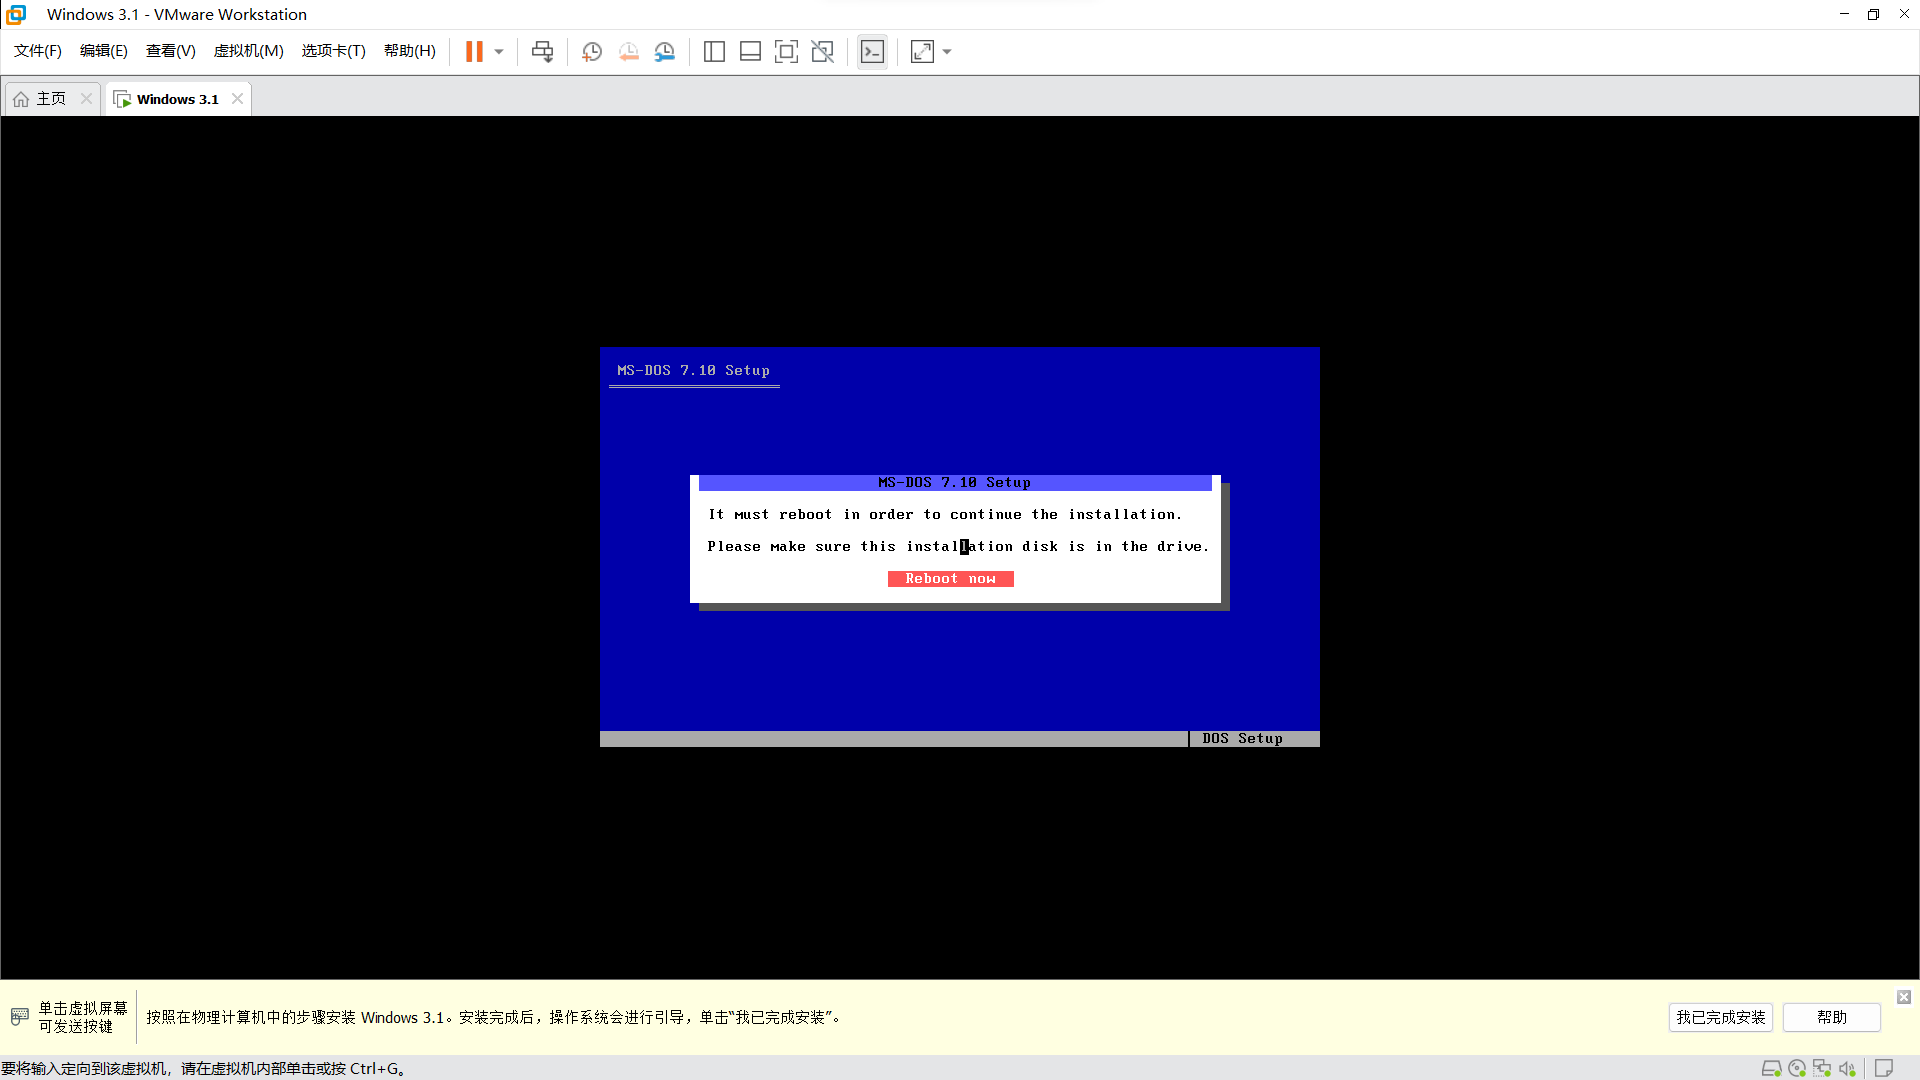 Windows 3.1 - VMware Workstation
文件(F) 编辑(E) 查看(V) 虚拟机(M) 选项卡(T) 帮助(H)
主页 Windows 3.1
MS-DOS 7.10 Setup
MS-DOS 7.10 Setup
It must reboot in order to continue the installation.
Please make sure this installation disk is in the drive.
Reboot now
DOS Setup
单击虚拟屏幕
可发送按键
按照在物理计算机中的步骤安装 Windows 3.1。安装完成后，操作系统会进行引导，单击“我已完成安装”。
我已完成安装 帮助
要将输入定向到该虚拟机，请在虚拟机内部单击或按 Ctrl+G。